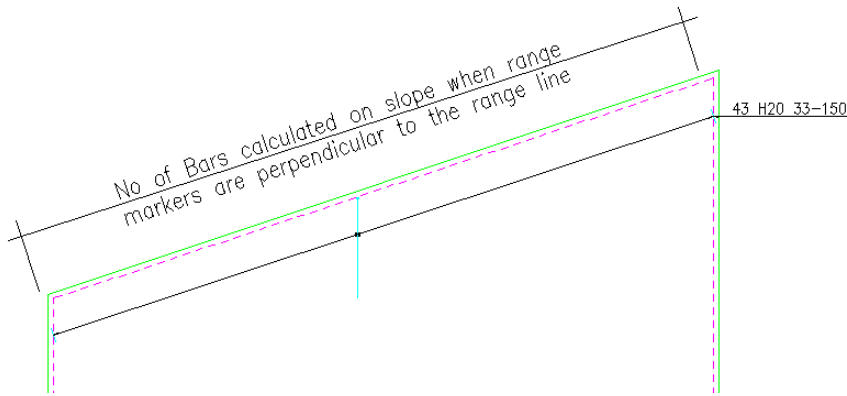 No of Bars calculated on slope when range
markers are perpendicular to the range line
43 H20 33-150